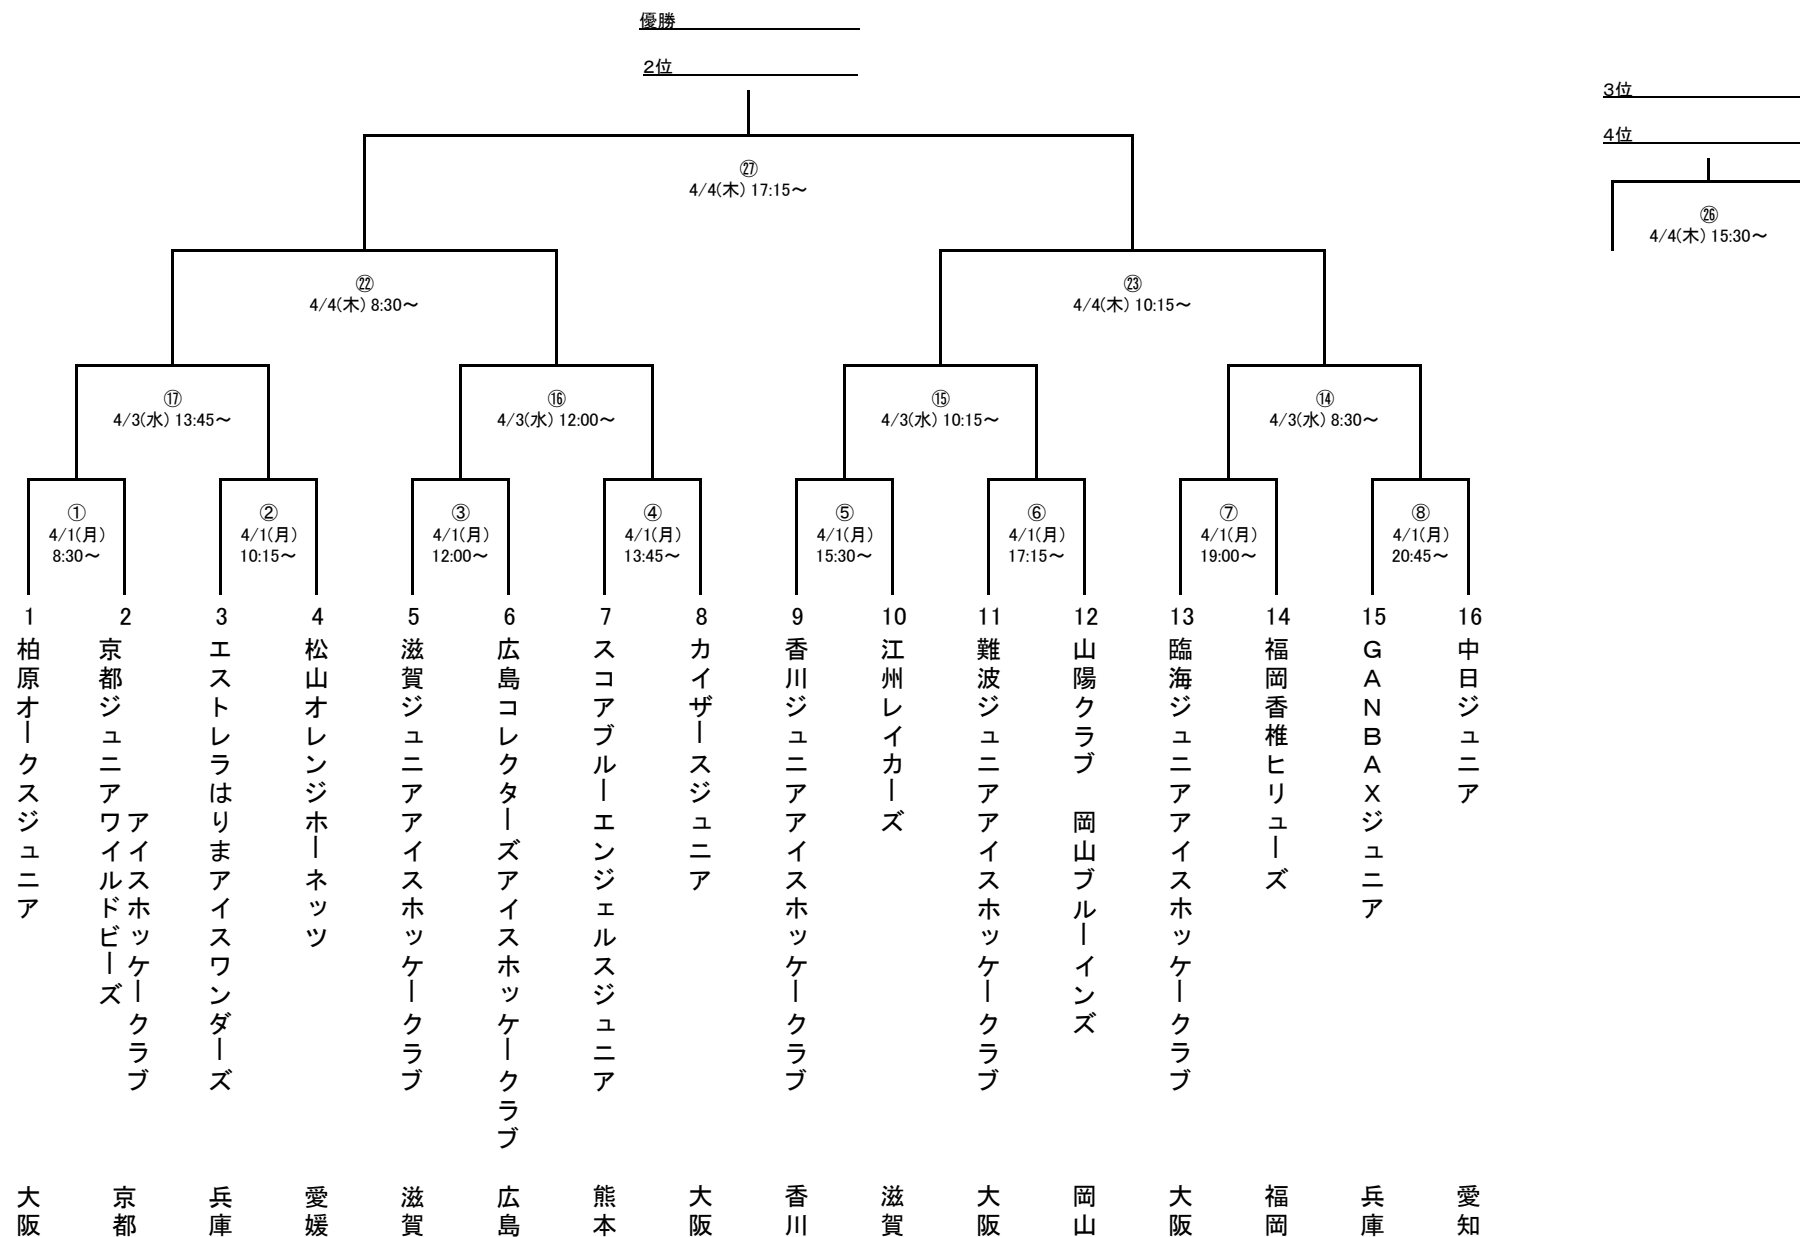 優勝
２位
３位
４位
㉗
4/4(木) 17:15～
㉖
4/4(木) 15:30～
㉒
4/4(木) 8:30～
㉓
4/4(木) 10:15～
⑰
4/3(水) 13:45～
⑯
4/3(水) 12:00～
⑮
4/3(水) 10:15～
⑭
4/3(水) 8:30～
①
4/1(月)
8:30～
②
4/1(月)
10:15～
③
4/1(月)
12:00～
④
4/1(月)
13:45～
⑤
4/1(月)
15:30～
⑥
4/1(月)
17:15～
⑦
4/1(月)
19:00～
⑧
4/1(月)
20:45～
1
柏原オークスジュニア
大阪
2
京都ジュニアワイルドビーズ
アイスホッケークラブ
京都
3
エストレラはりまアイスワンダーズ
兵庫
4
松山オレンジホーネッツ
愛媛
5
滋賀ジュニアアイスホッケークラブ
滋賀
6
広島コレクターズアイスホッケークラブ
広島
7
スコアブルーエンジェルスジュニア
熊本
8
カイザースジュニア
大阪
9
香川ジュニアアイスホッケークラブ
香川
10
江州レイカーズ
滋賀
11
難波ジュニアアイスホッケークラブ
大阪
12
山陽クラブ　岡山ブルーインズ
岡山
13
臨海ジュニアアイスホッケークラブ
大阪
14
福岡香椎ヒリューズ
福岡
15
ＧＡＮＢＡＸジュニア
兵庫
16
中日ジュニア
愛知